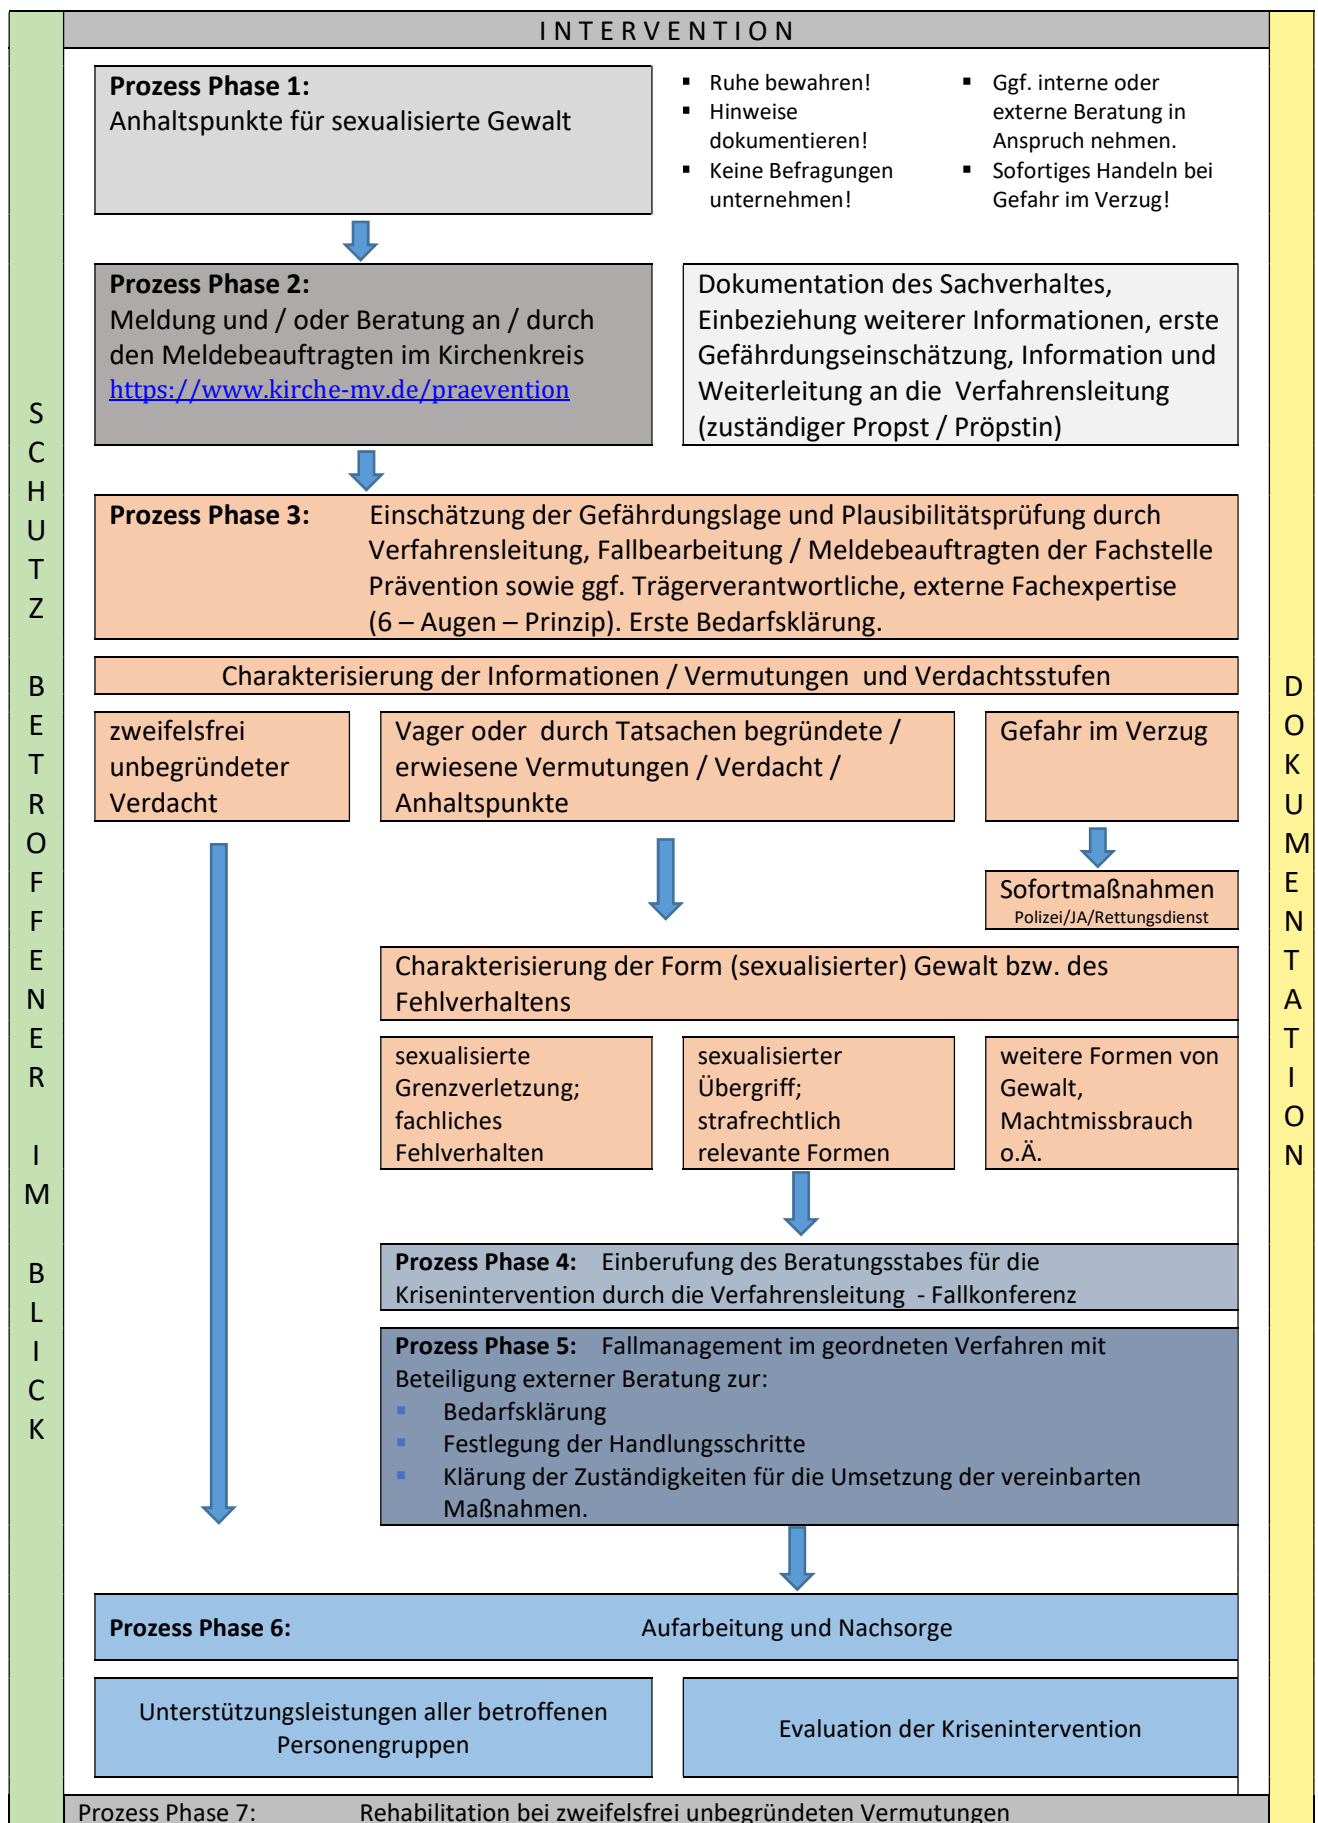 I N T E R V E N T I O N
Prozess Phase 1:
Anhaltspunkte für sexualisierte Gewalt
▪ Ruhe bewahren!
▪ Hinweise
dokumentieren!
▪ Keine Befragungen
unternehmen!
▪ Ggf. interne oder
externe Beratung in
Anspruch nehmen.
▪ Sofortiges Handeln bei
Gefahr im Verzug!
Prozess Phase 2:
Meldung und / oder Beratung an / durch
den Meldebeauftragten im Kirchenkreis
https://www.kirche-mv.de/praevention
Dokumentation des Sachverhaltes,
Einbeziehung weiterer Informationen, erste
Gefährdungseinschätzung, Information und
Weiterleitung an die Verfahrensleitung
(zuständiger Propst / Pröpstin)
Prozess Phase 3: Einschätzung der Gefährdungslage und Plausibilitätsprüfung durch
Verfahrensleitung, Fallbearbeitung / Meldebeauftragten der Fachstelle
Prävention sowie ggf. Trägerverantwortliche, externe Fachexpertise
(6 – Augen – Prinzip). Erste Bedarfsklärung.
Charakterisierung der Informationen / Vermutungen und Verdachtsstufen
zweifelsfrei
unbegründeter
Verdacht
Vager oder durch Tatsachen begründete /
erwiesene Vermutungen / Verdacht /
Anhaltspunkte
Gefahr im Verzug
Sofortmaßnahmen
Polizei/JA/Rettungsdienst
Charakterisierung der Form (sexualisierter) Gewalt bzw. des
Fehlverhaltens
sexualisierte
Grenzverletzung;
fachliches
Fehlverhalten
sexualisierter
Übergriff;
strafrechtlich
relevante Formen
weitere Formen von
Gewalt,
Machtmissbrauch
o.Ä.
Prozess Phase 4: Einberufung des Beratungsstabes für die
Krisenintervention durch die Verfahrensleitung - Fallkonferenz
Prozess Phase 5: Fallmanagement im geordneten Verfahren mit
Beteiligung externer Beratung zur:
▪ Bedarfsklärung
▪ Festlegung der Handlungsschritte
▪ Klärung der Zuständigkeiten für die Umsetzung der vereinbarten
Maßnahmen.
Prozess Phase 6: Aufarbeitung und Nachsorge
Unterstützungsleistungen aller betroffenen
Personengruppen
Evaluation der Krisenintervention
Prozess Phase 7: Rehabilitation bei zweifelsfrei unbegründeten Vermutungen
S C H U T Z B E T R O F F E N E R I M B L I C K
D O K U M E N T A T I O N